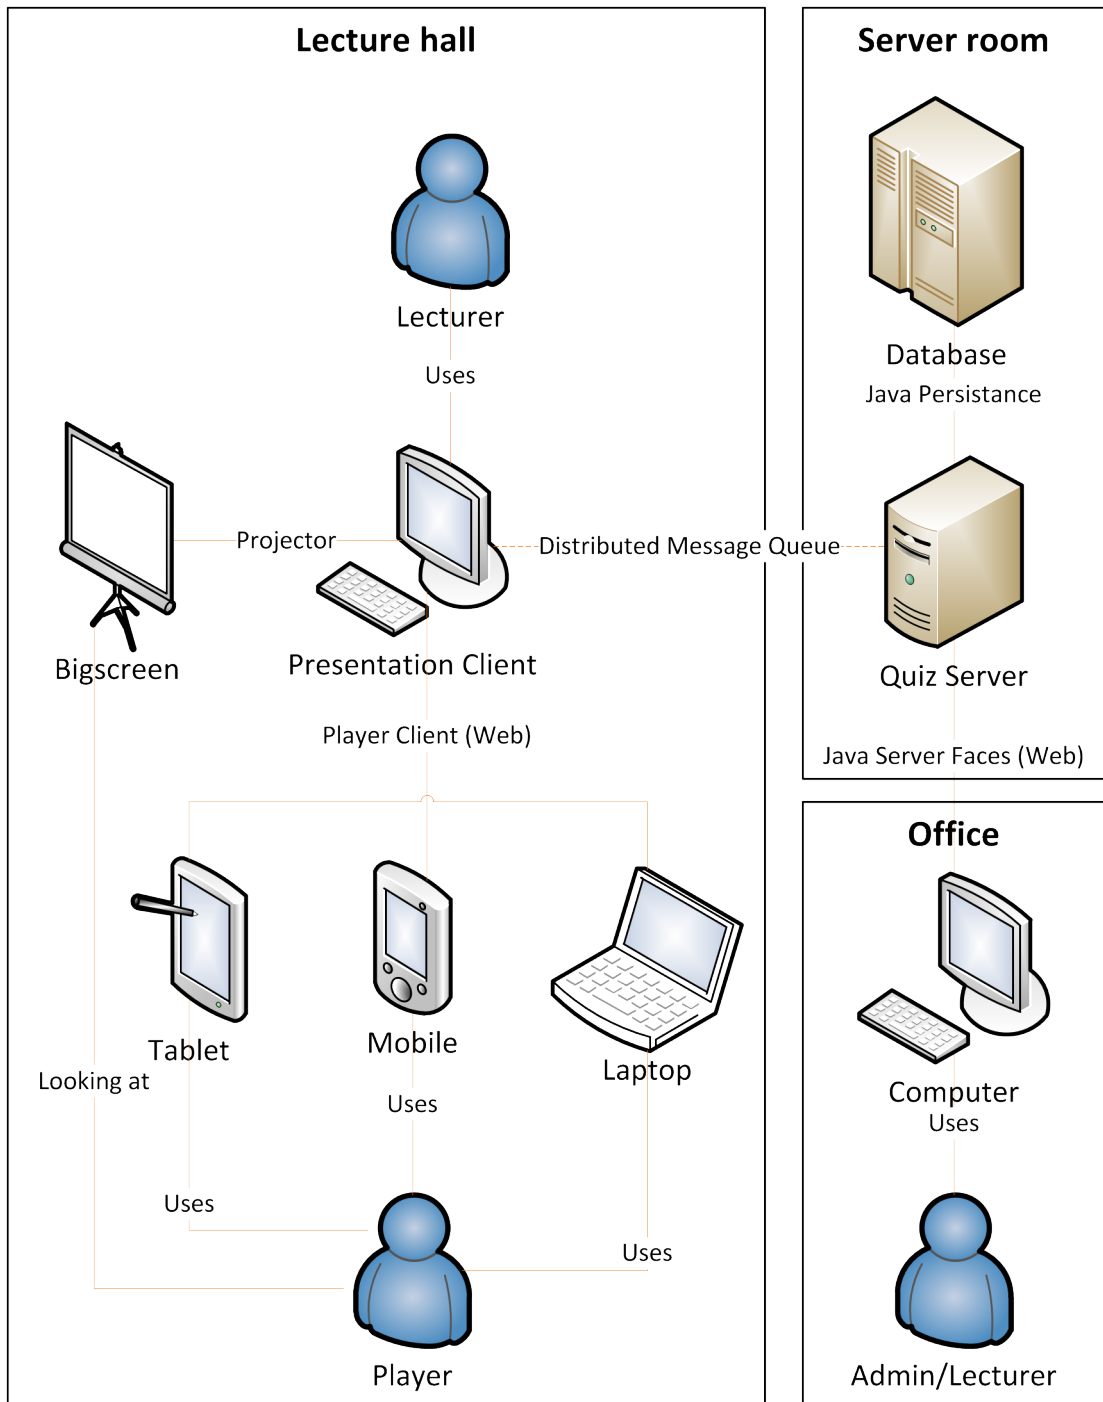 Lecture hall
Lecturer
Uses
Projector
Bigscreen
Presentation Client
Distributed Message Queue
Player Client (Web)
Tablet
Mobile
Laptop
Looking at
Uses
Uses
Uses
Player
Server room
Database
Java Persistance
Quiz Server
Java Server Faces (Web)
Office
Computer
Uses
Admin/Lecturer